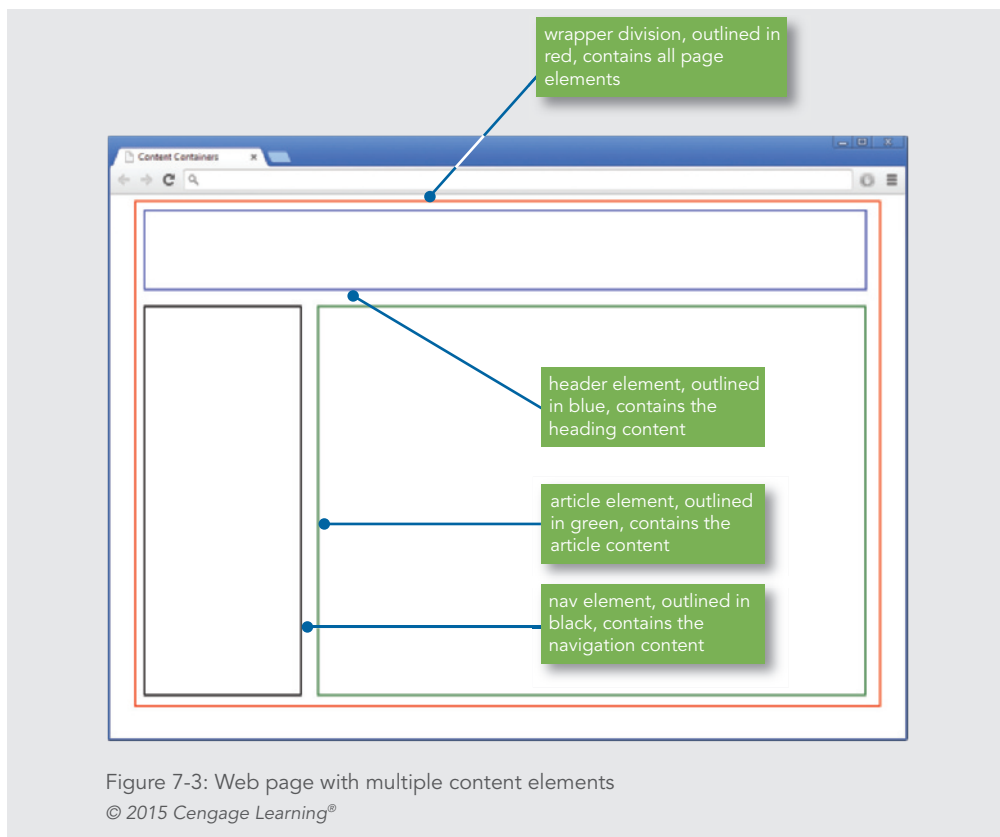 wrapper division, outlined in
red, contains all page
elements
Content Containers
header element, outlined
in blue, contains the
heading content
article element, outlined
in green, contains the
article content
nav element, outlined in
black, contains the
navigation content
Figure 7-3: Web page with multiple content elements
© 2015 Cengage Learning®